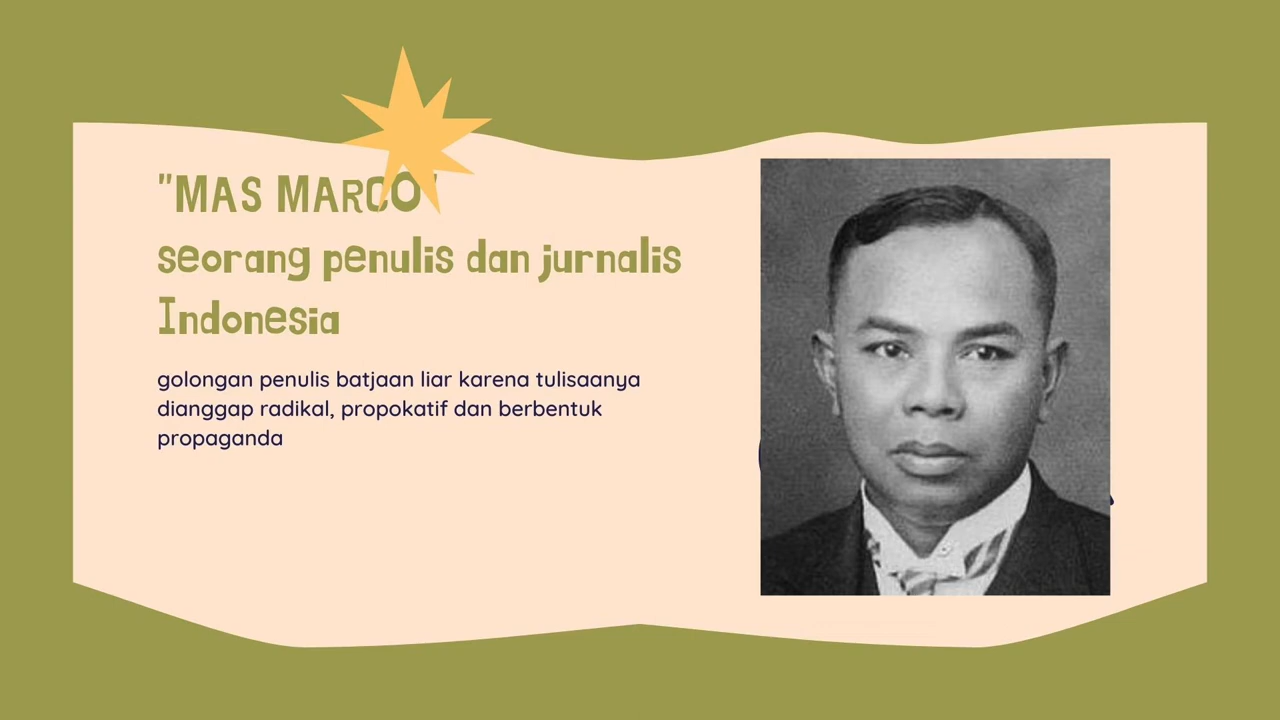 "MAS MARCO"
seorang penulis dan jurnalis
Indonesia
golongan penulis batjaan liar karena tulisaanya
dianggap radikal, propokatif dan berbentuk
propaganda